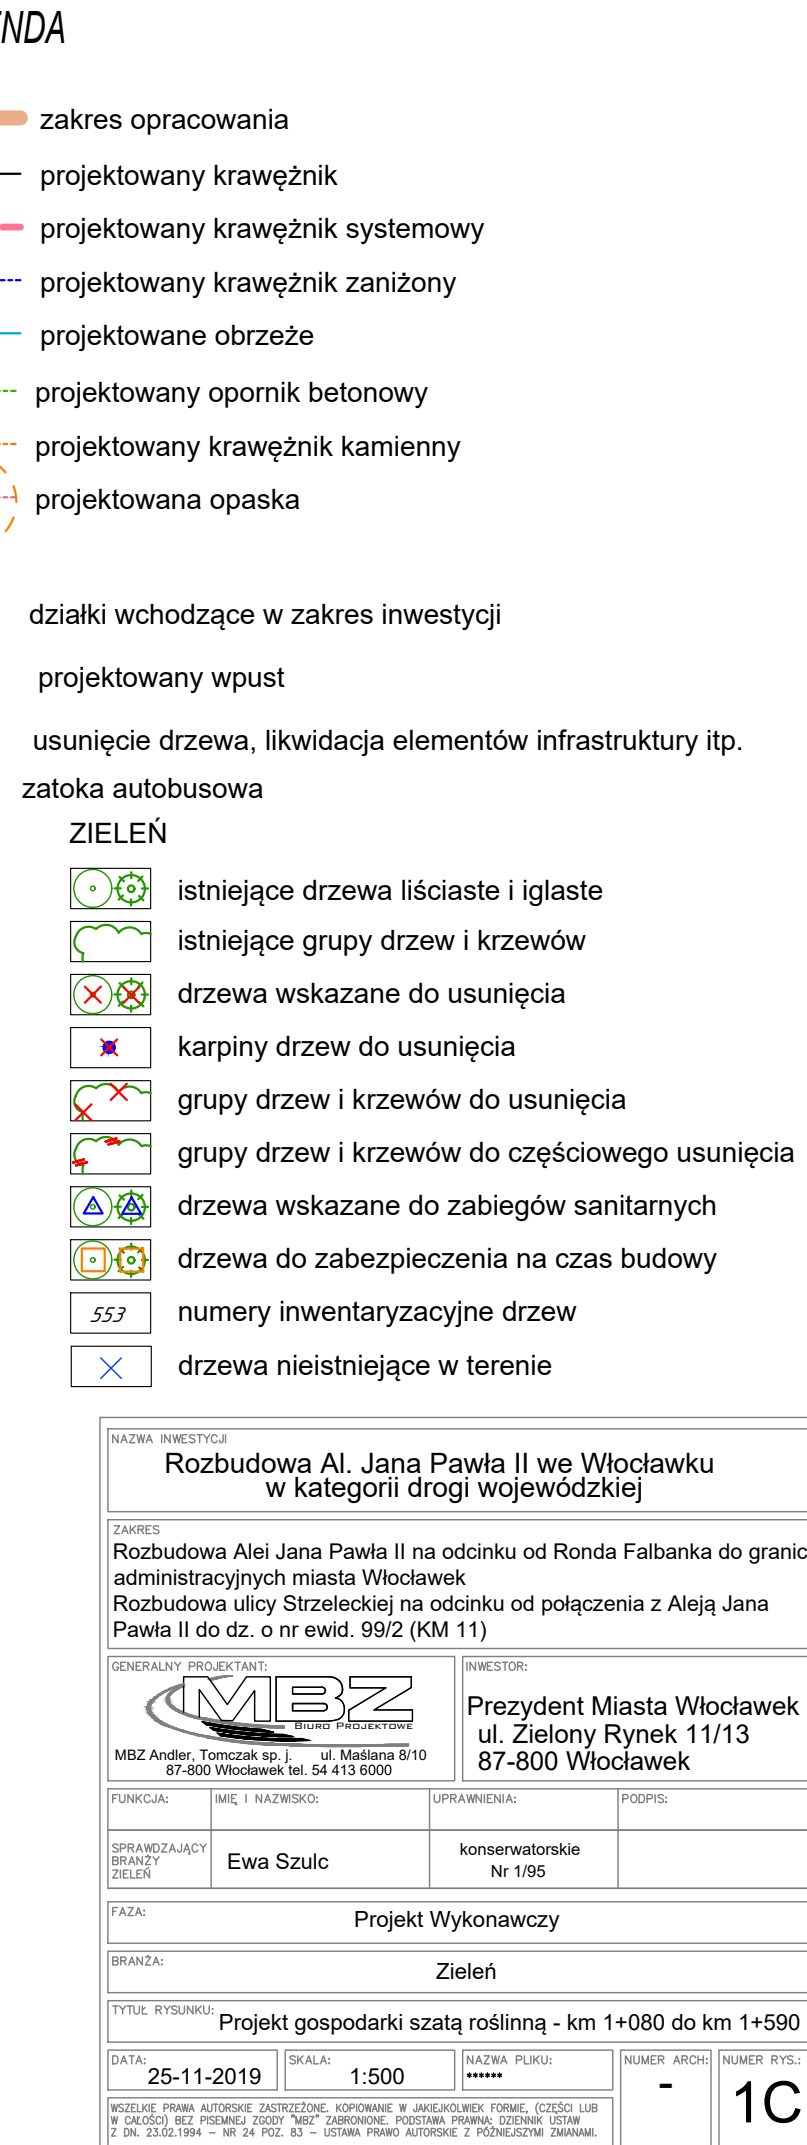 NDA
zakres opracowania
projektowany krawężnik
projektowany krawężnik systemowy
projektowany krawężnik zaniżony
projektowane obrzeże
projektowany opornik betonowy
projektowany krawężnik kamienny
projektowana opaska
działki wchodzące w zakres inwestycji
projektowany wpust
usunięcie drzewa, likwidacja elementów infrastruktury itp.
zatoka autobusowa
ZIELEŃ
istniejące drzewa liściaste i iglaste
istniejące grupy drzew i krzewów
drzewa wskazane do usunięcia
karpiny drzew do usunięcia
grupy drzew i krzewów do usunięcia
grupy drzew i krzewów do częściowego usunięcia
drzewa wskazane do zabiegów sanitarnych
drzewa do zabezpieczenia na czas budowy
553 numery inwentaryzacyjne drzew
drzewa nieistniejące w terenie
NAZWA INWESTYCJI
Rozbudowa Al. Jana Pawła II we Włocławku
w kategorii drogi wojewódzkiej
ZAKRES
Rozbudowa Alei Jana Pawła II na odcinku od Ronda Falbanka do granic
administracyjnych miasta Włocławek
Rozbudowa ulicy Strzeleckiej na odcinku od połączenia z Aleją Jana
Pawła II do dz. o nr ewid. 99/2 (KM 11)
GENERALNY PROJEKTANT:
MBZ
BIURO PROJEKTOWE
MBZ Andler, Tomczak sp. j. ul. Maślana 8/10
87-800 Włocławek tel. 54 413 6000
INWESTOR:
Prezydent Miasta Włocławek
ul. Zielony Rynek 11/13
87-800 Włocławek
FUNKCJA: IMIĘ I NAZWISKO: UPRAWNIENIA: PODPIS:
SPRAWDZAJĄCY
BRANŻY
ZIELEŃ
Ewa Szulc
konserwatorskie
Nr 1/95
FAZA:
Projekt Wykonawczy
BRANŻA:
Zieleń
TYTUŁ RYSUNKU:
Projekt gospodarki szatą roślinną - km 1+080 do km 1+590
DATA:
25-11-2019
SKALA:
1:500
NAZWA PLIKU:
******
NUMER ARCH:
-
NUMER RYS.:
1C
WSZELKIE PRAWA AUTORSKIE ZASTRZEŻONE. KOPIOWANIE W JAKIEJKOLWIEK FORMIE, (CZĘŚCI LUB
W CAŁOŚCI) BEZ PISEMNEJ ZGODY "MBZ" ZABRONIONE. PODSTAWA PRAWNA: DZIENNIK USTAW
Z DN. 23.02.1994 – NR 24 POZ. 83 – USTAWA PRAWO AUTORSKIE Z PÓŹNIEJSZYMI ZMIANAMI.